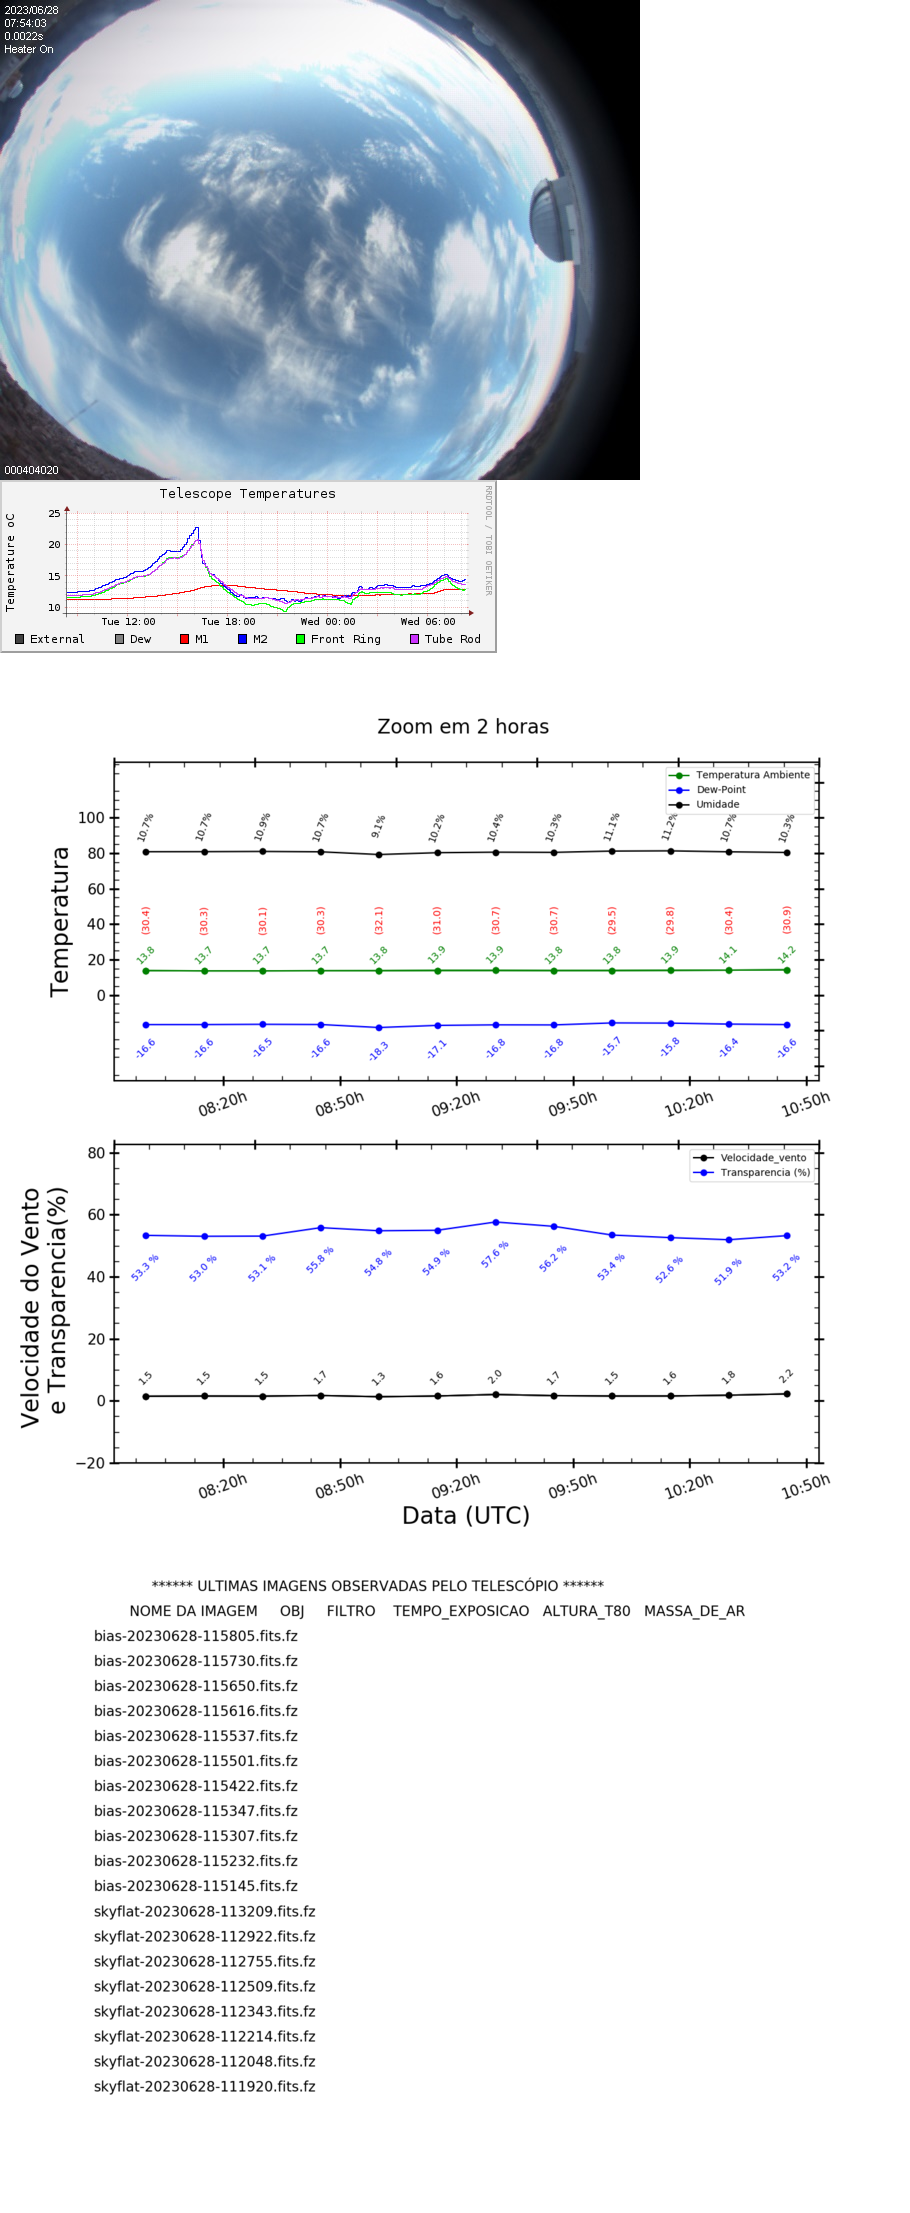 2023/06/28
07:54:03
0.0022s
Heater On
000404020
Telescope Temperatures
RRDTOOL / TOBI OETIKER
Temperature oC
25
20
15
10
Tue 12:00 Tue 18:00 Wed 00:00 Wed 06:00
External Dew M1 M2 Front Ring Tube Rod
Zoom em 2 horas
Temperatura Ambiente
Dew-Point
Umidade
Temperatura
100
80
60
40
20
0
10.7% 10.7% 10.9% 10.7% 9.1% 10.2% 10.4% 10.3% 11.1% 11.2% 10.7% 10.3%
(30.4) (30.3) (30.1) (30.3) (32.1) (31.0) (30.7) (30.7) (29.5) (29.8) (30.4) (30.9)
13.8 13.7 13.7 13.7 13.8 13.9 13.9 13.8 13.8 13.9 14.1 14.2
-16.6 -16.6 -16.5 -16.6 -18.3 -17.1 -16.8 -16.8 -15.7 -15.8 -16.4 -16.6
08:20h 08:50h 09:20h 09:50h 10:20h 10:50h
Velocidade_vento
Transparencia (%)
Velocidade do Vento
e Transparencia(%)
80
60
40
20
0
−20
53.3 % 53.0 % 53.1 % 55.8 % 54.8 % 54.9 % 57.6 % 56.2 % 53.4 % 52.6 % 51.9 % 53.2 %
1.5 1.5 1.5 1.7 1.3 1.6 2.0 1.7 1.5 1.6 1.8 2.2
08:20h 08:50h 09:20h 09:50h 10:20h 10:50h
Data (UTC)
****** ULTIMAS IMAGENS OBSERVADAS PELO TELESCÓPIO ******
NOME DA IMAGEM OBJ FILTRO TEMPO_EXPOSICAO ALTURA_T80 MASSA_DE_AR
bias-20230628-115805.fits.fz
bias-20230628-115730.fits.fz
bias-20230628-115650.fits.fz
bias-20230628-115616.fits.fz
bias-20230628-115537.fits.fz
bias-20230628-115501.fits.fz
bias-20230628-115422.fits.fz
bias-20230628-115347.fits.fz
bias-20230628-115307.fits.fz
bias-20230628-115232.fits.fz
bias-20230628-115145.fits.fz
skyflat-20230628-113209.fits.fz
skyflat-20230628-112922.fits.fz
skyflat-20230628-112755.fits.fz
skyflat-20230628-112509.fits.fz
skyflat-20230628-112343.fits.fz
skyflat-20230628-112214.fits.fz
skyflat-20230628-112048.fits.fz
skyflat-20230628-111920.fits.fz